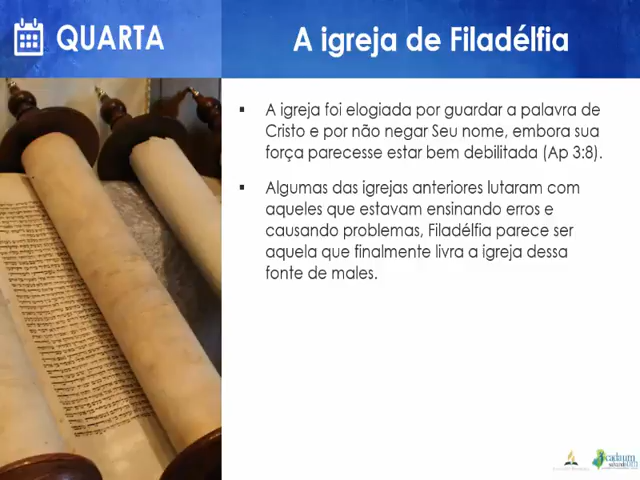 QUARTA
A igreja de Filadélfia
▪ A igreja foi elogiada por guardar a palavra de
Cristo e por não negar Seu nome, embora sua
força parecesse estar bem debilitada (Ap 3:8).
▪ Algumas das igrejas anteriores lutaram com
aqueles que estavam ensinando erros e
causando problemas, Filadélfia parece ser
aquela que finalmente livra a igreja dessa
fonte de males.
cada um